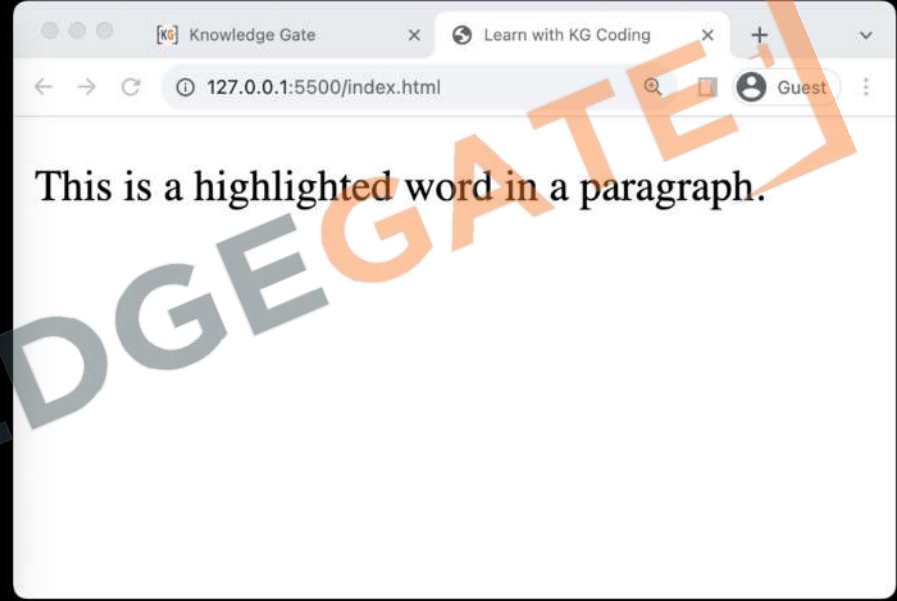 [KG] Knowledge Gate
Learn with KG Coding
127.0.0.1:5500/index.html
Guest
This is a highlighted word in a paragraph.
DGEGATE